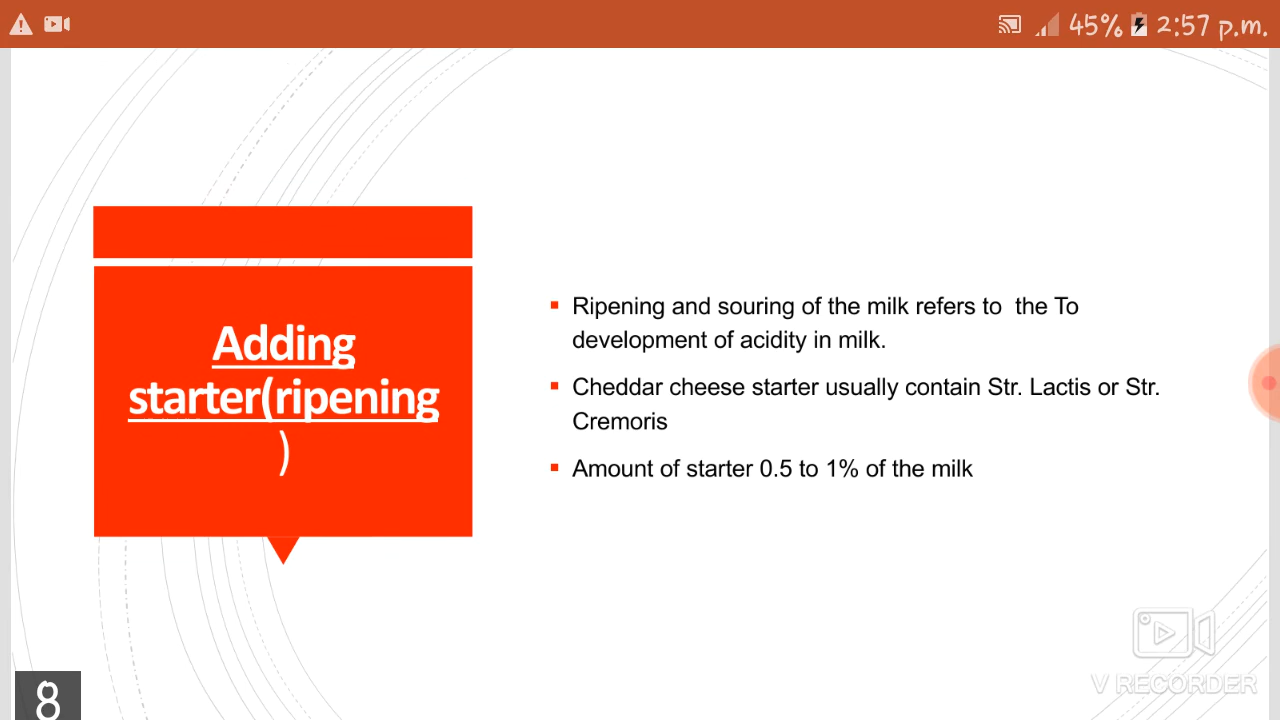 45% 2:57 p.m.
Adding
starter(ripening
)
Ripening and souring of the milk refers to  the To
development of acidity in milk.
Cheddar cheese starter usually contain Str. Lactis or Str.
Cremoris
Amount of starter 0.5 to 1% of the milk
V RECORDER
8